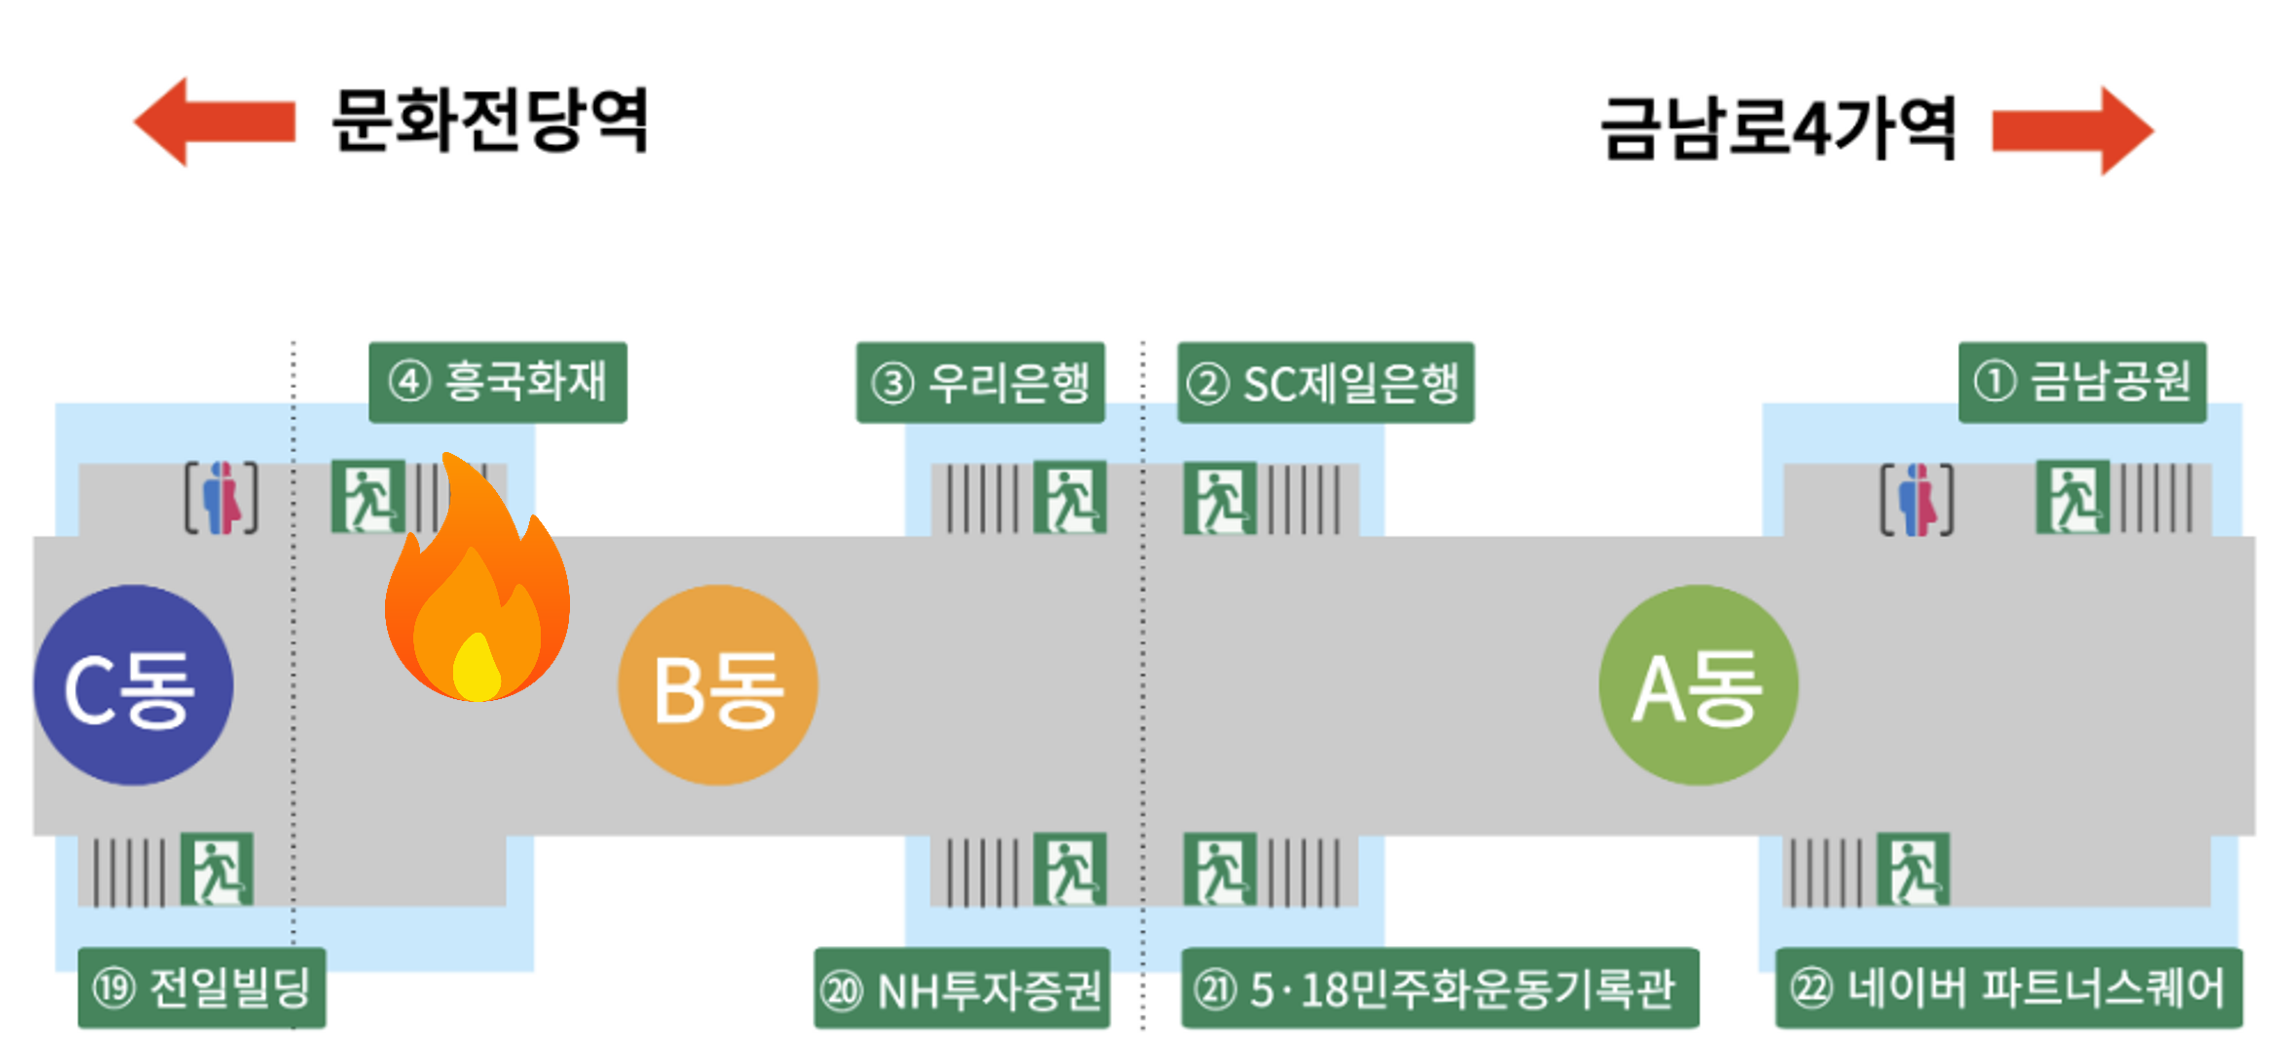 문화전당역
금남로4가역
④ 흥국화재
③ 우리은행
② SC제일은행
① 금남공원
C동
B동
A동
⑲ 전일빌딩
⑳ NH투자증권
㉑ 5·18민주화운동기록관
㉒ 네이버 파트너스퀘어